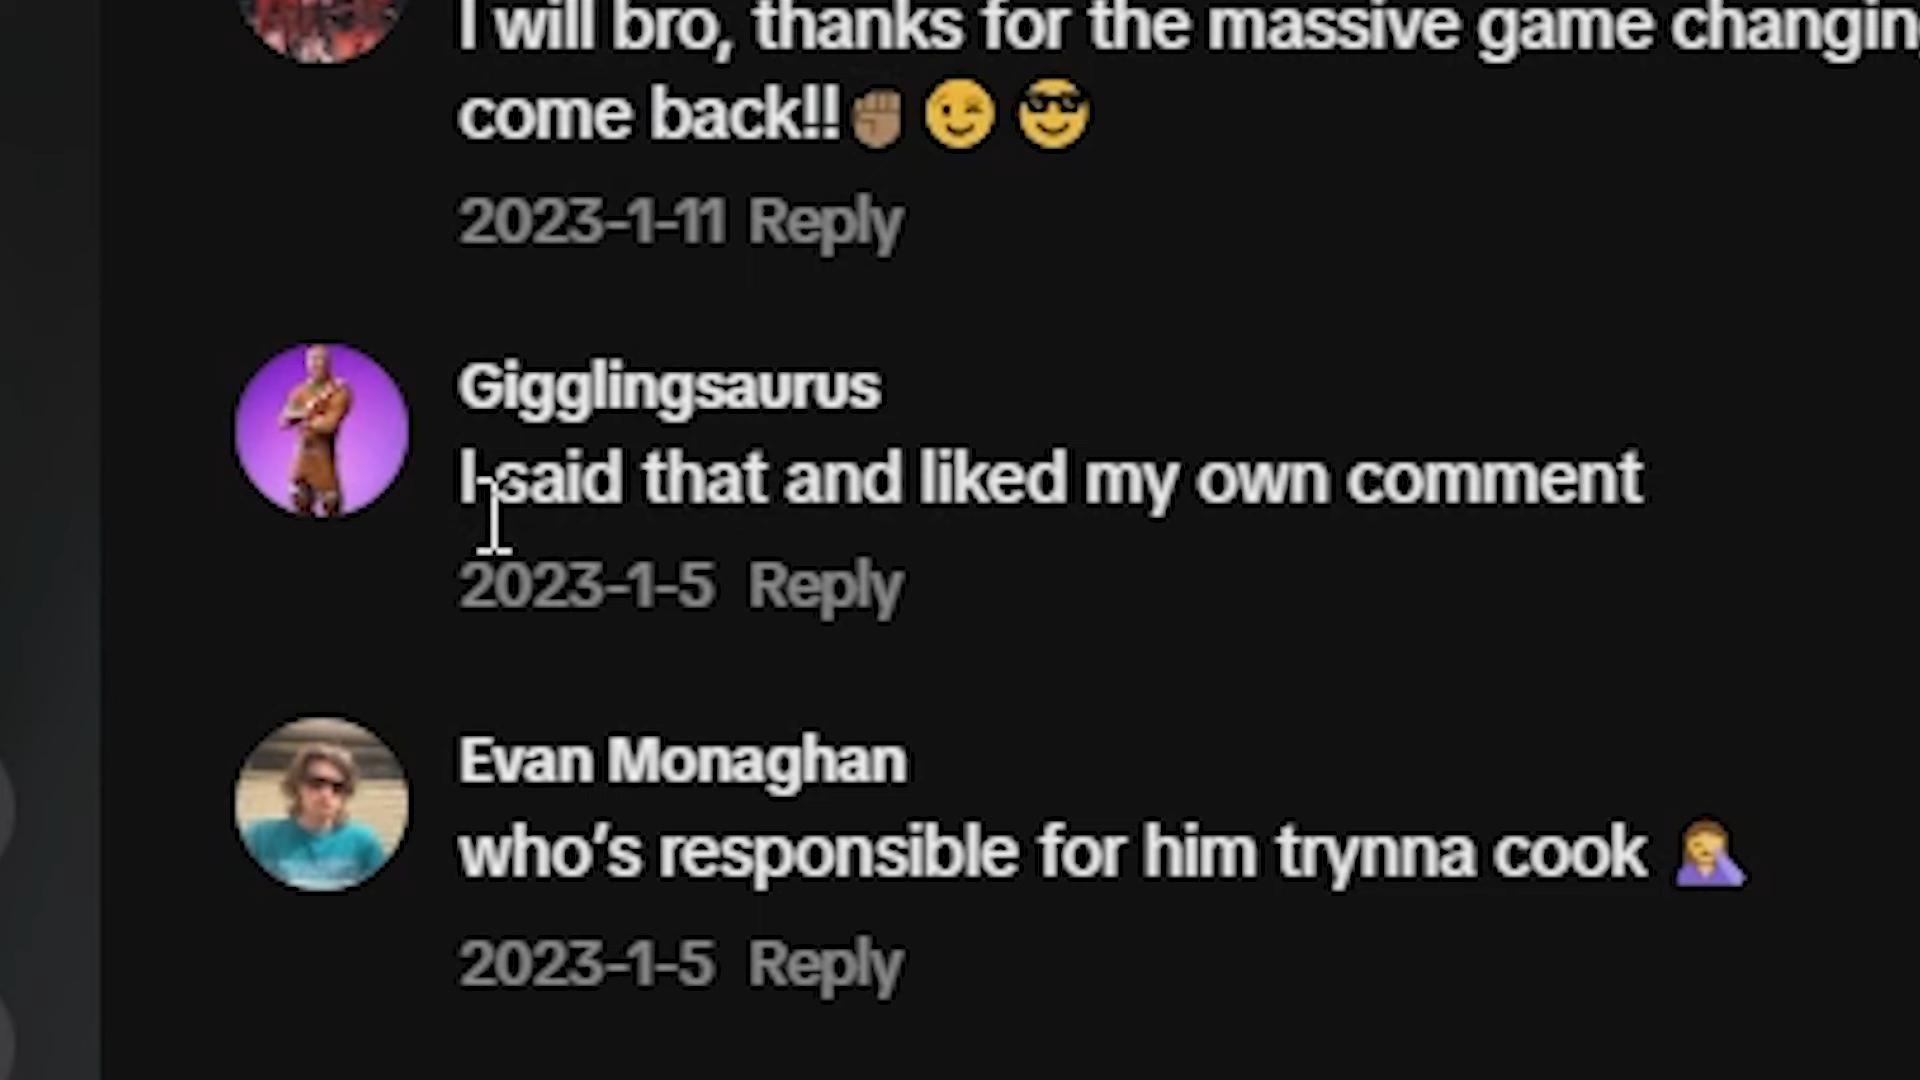 I will bro, thanks for the massive game changing
come back!!✊🏽😉😎
2023-1-11 Reply
Gigglingsaurus
I said that and liked my own comment
2023-1-5 Reply
Evan Monaghan
who’s responsible for him trynna cook 🤦
2023-1-5 Reply